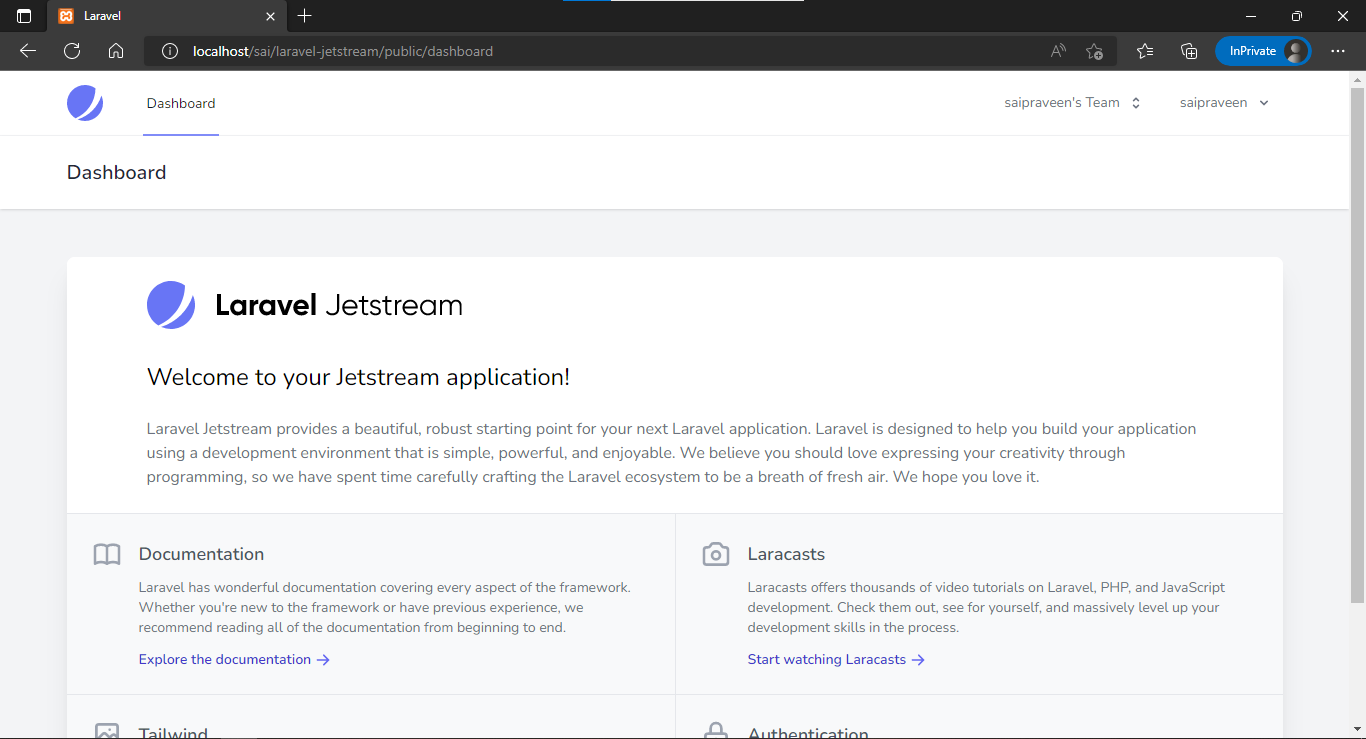 Laravel
localhost/sai/laravel-jetstream/public/dashboard
InPrivate
Dashboard
saipraveen's Team
saipraveen
Dashboard
Laravel Jetstream
Welcome to your Jetstream application!
Laravel Jetstream provides a beautiful, robust starting point for your next Laravel application. Laravel is designed to help you build your application
using a development environment that is simple, powerful, and enjoyable. We believe you should love expressing your creativity through
programming, so we have spent time carefully crafting the Laravel ecosystem to be a breath of fresh air. We hope you love it.
Documentation
Laravel has wonderful documentation covering every aspect of the framework.
Whether you're new to the framework or have previous experience, we
recommend reading all of the documentation from beginning to end.
Explore the documentation →
Laracasts
Laracasts offers thousands of video tutorials on Laravel, PHP, and JavaScript
development. Check them out, see for yourself, and massively level up your
development skills in the process.
Start watching Laracasts →
Tailwind
Authentication